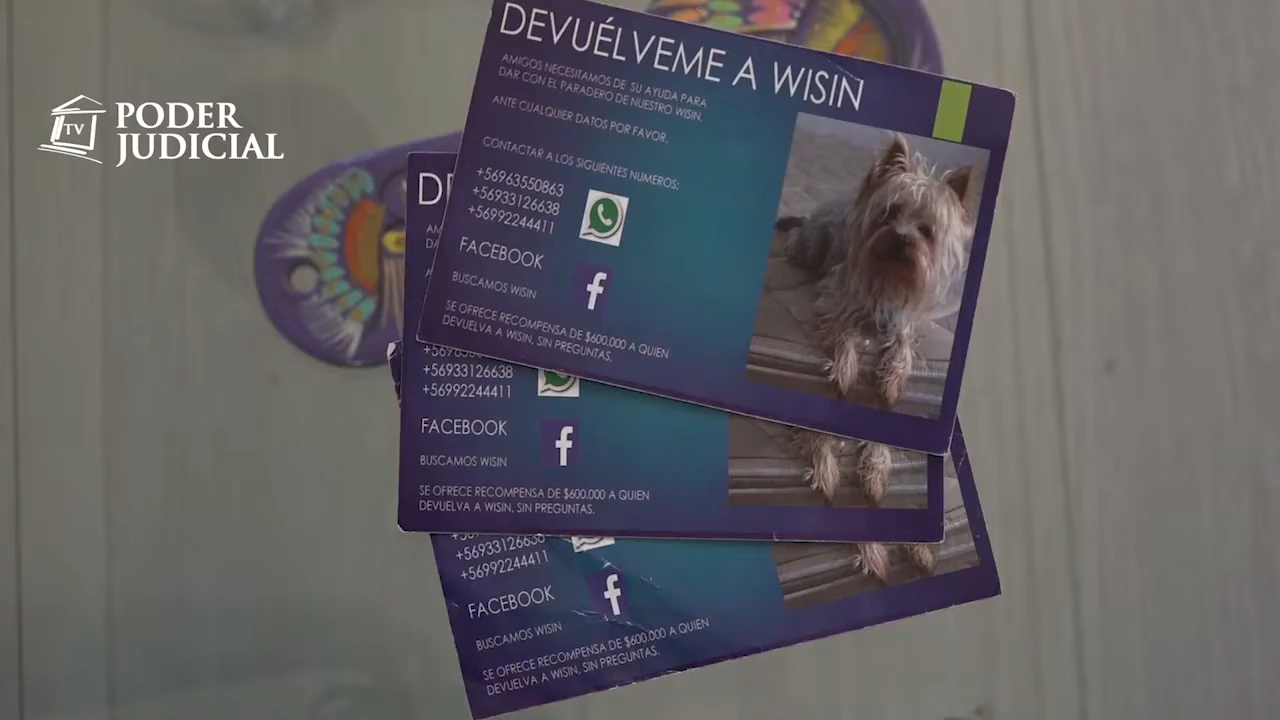 TV
PODER
JUDICIAL
DEVUÉLVEME A WISIN
AMIGOS NECESITAMOS DE SU AYUDA PARA
DAR CON EL PARADERO DE NUESTRO WISIN.
ANTE CUALQUIER DATOS POR FAVOR.
CONTACTAR A LOS SIGUIENTES NUMEROS:
+56963550863
+56933126638
+56992244411
FACEBOOK
BUSCAMOS WISIN
SE OFRECE RECOMPENSA DE $600.000 A QUIEN
DEVUELVA A WISIN, SIN PREGUNTAS.
+56933126638
+56992244411
FACEBOOK
BUSCAMOS WISIN
SE OFRECE RECOMPENSA DE $600.000 A QUIEN
DEVUELVA A WISIN, SIN PREGUNTAS.
+56933126638
+56992244411
FACEBOOK
BUSCAMOS WISIN
SE OFRECE RECOMPENSA DE $600.000 A QUIEN
DEVUELVA A WISIN, SIN PREGUNTAS.